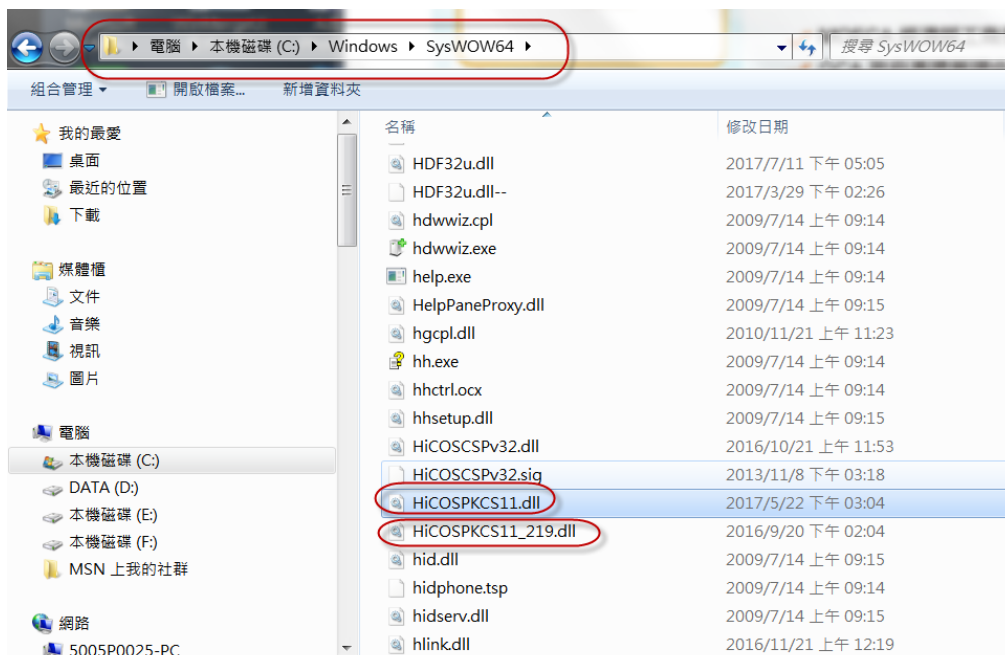 電腦 ▸ 本機磁碟 (C:) ▸ Windows ▸ SysWOW64 ▸
搜尋 SysWOW64
組合管理 ▾ 開啟檔案... 新增資料夾
我的最愛
桌面
最近的位置
下載
媒體櫃
文件
音樂
視訊
圖片
電腦
本機磁碟 (C:)
DATA (D:)
本機磁碟 (E:)
本機磁碟 (F:)
MSN 上我的社群
網路
5005P0025-PC
名稱 修改日期
HDF32u.dll 2017/7/11 下午 05:05
HDF32u.dll-- 2017/3/29 下午 02:26
hdwwiz.cpl 2009/7/14 上午 09:14
hdwwiz.exe 2009/7/14 上午 09:14
help.exe 2009/7/14 上午 09:14
HelpPaneProxy.dll 2009/7/14 上午 09:15
hgcpl.dll 2010/11/21 上午 11:23
hh.exe 2009/7/14 上午 09:14
hhctrl.ocx 2009/7/14 上午 09:14
hhsetup.dll 2009/7/14 上午 09:15
HiCOSCSPv32.dll 2016/10/21 上午 11:53
HiCOSCSPv32.sig 2013/11/8 下午 03:18
HiCOSPKCS11.dll 2017/5/22 下午 03:04
HiCOSPKCS11_219.dll 2016/9/20 下午 02:04
hid.dll 2009/7/14 上午 09:15
hidphone.tsp 2009/7/14 上午 09:14
hidserv.dll 2009/7/14 上午 09:15
hlink.dll 2016/11/21 上午 12:19